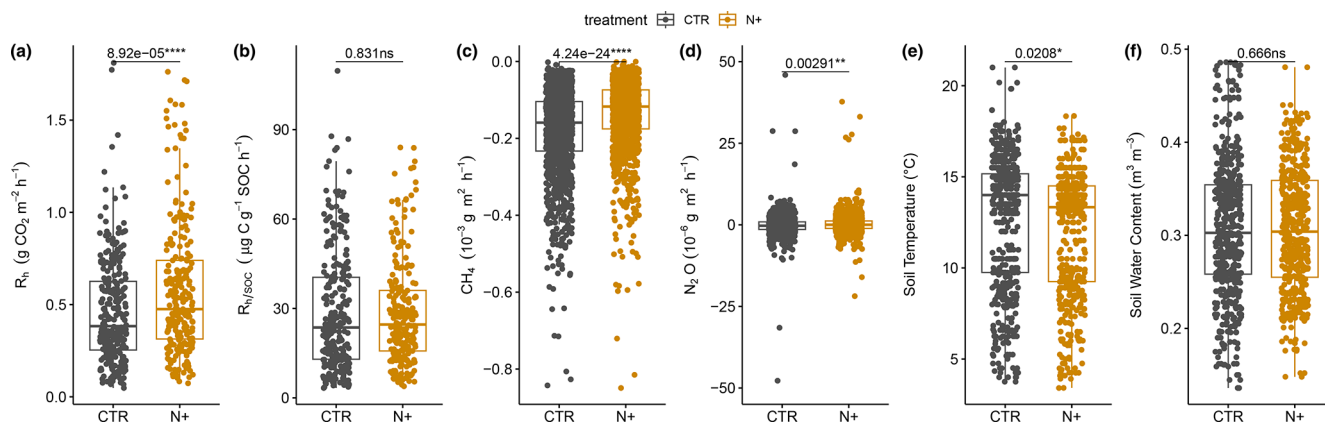 treatment CTR N+
(a) 8.92e−05****
R_h (g CO₂ m⁻² h⁻¹)
1.5
1.0
0.5
0.0
CTR N+
(b) 0.831ns
R_h/SOC ( μg C g⁻¹ SOC h⁻¹)
90
60
30
0
CTR N+
(c) 4.24e−24****
CH₄ (10⁻³ g m² h⁻¹)
0.0
−0.2
−0.4
−0.6
−0.8
CTR N+
(d) 0.00291**
N₂ O (10⁻⁶ g m² h⁻¹)
50
25
0
−25
−50
CTR N+
(e) 0.0208*
Soil Temperature (°C)
20
15
10
5
CTR N+
(f) 0.666ns
Soil Water Content (m³ m⁻³)
0.5
0.4
0.3
0.2
CTR N+